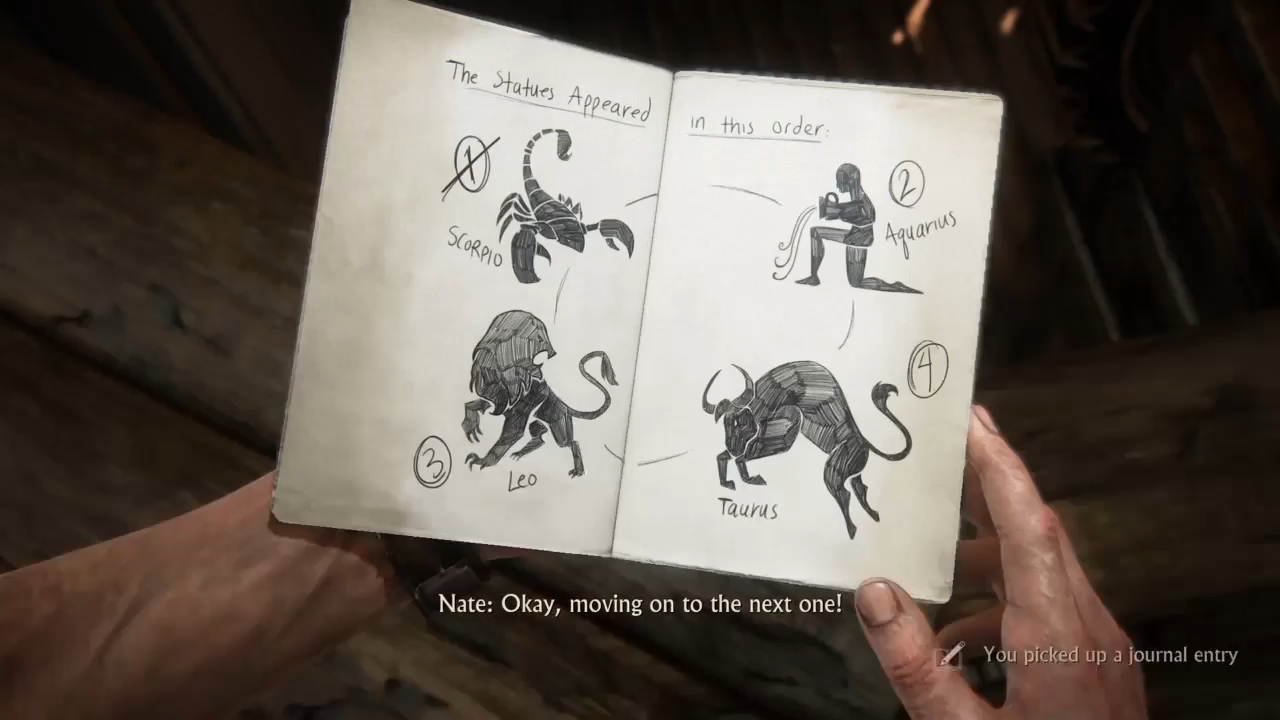 The Statues Appeared
in this order:
1
SCORPIO
2
Aquarius
3
Leo
4
Taurus
Nate: Okay, moving on to the next one!
You picked up a journal entry